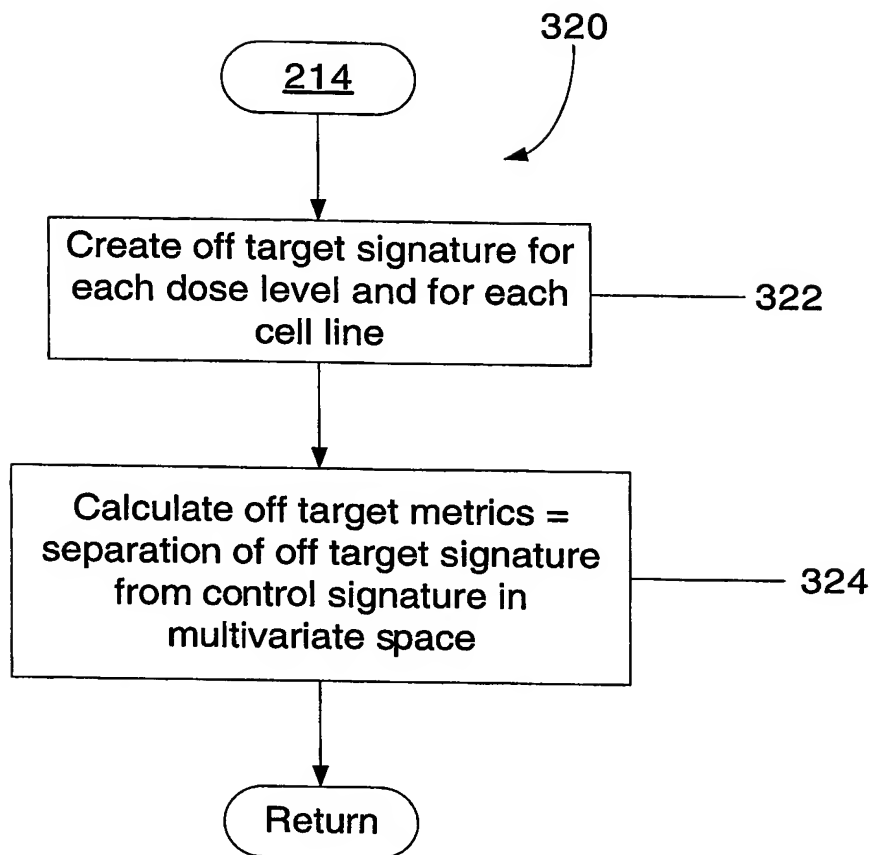 320
214
Create off target signature for
each dose level and for each
cell line
322
Calculate off target metrics =
separation of off target signature
from control signature in
multivariate space
324
Return